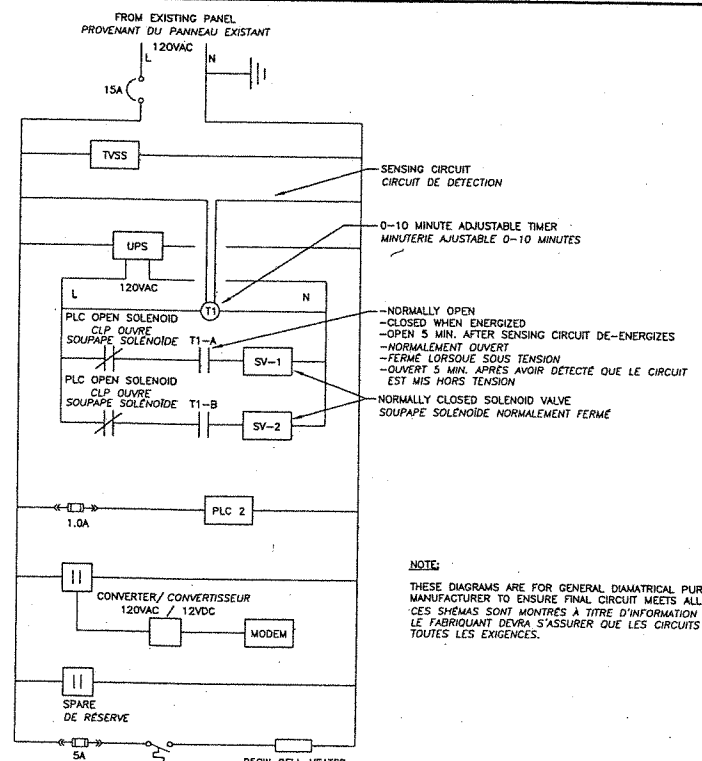 FROM EXISTING PANEL
PROVENANT DU PANNEAU EXISTANT
120VAC
L
N
15A
TVSS
SENSING CIRCUIT
CIRCUIT DE DÉTECTION
0-10 MINUTE ADJUSTABLE TIMER
MINUTERIE AJUSTABLE 0-10 MINUTES
UPS
120VAC
L
N
T1
PLC OPEN SOLENOID
CLP OUVRE
SOUPAPE SOLÉNOÏDE
T1-A
SV-1
-NORMALLY OPEN
-CLOSED WHEN ENERGIZED
-OPEN 5 MIN. AFTER SENSING CIRCUIT DE-ENERGIZES
-NORMALEMENT OUVERT
-FERMÉ LORSQUE SOUS TENSION
-OUVERT 5 MIN. APRÈS AVOIR DÉTECTÉ QUE LE CIRCUIT
EST MIS HORS TENSION
PLC OPEN SOLENOID
CLP OUVRE
SOUPAPE SOLÉNOÏDE
T1-B
SV-2
NORMALLY CLOSED SOLENOID VALVE
SOUPAPE SOLÉNOÏDE NORMALEMENT FERMÉ
1.0A
PLC 2
CONVERTER/ CONVERTISSEUR
120VAC / 12VDC
MODEM
SPARE
DE RÉSERVE
5A
NOTE:
THESE DIAGRAMS ARE FOR GENERAL DIAMATRICAL PUR
MANUFACTURER TO ENSURE FINAL CIRCUIT MEETS ALL
CES SHÉMAS SONT MONTRÉS À TITRE D'INFORMATION
LE FABRIQUANT DEVRA S'ASSURER QUE LES CIRCUITS
TOUTES LES EXIGENCES.